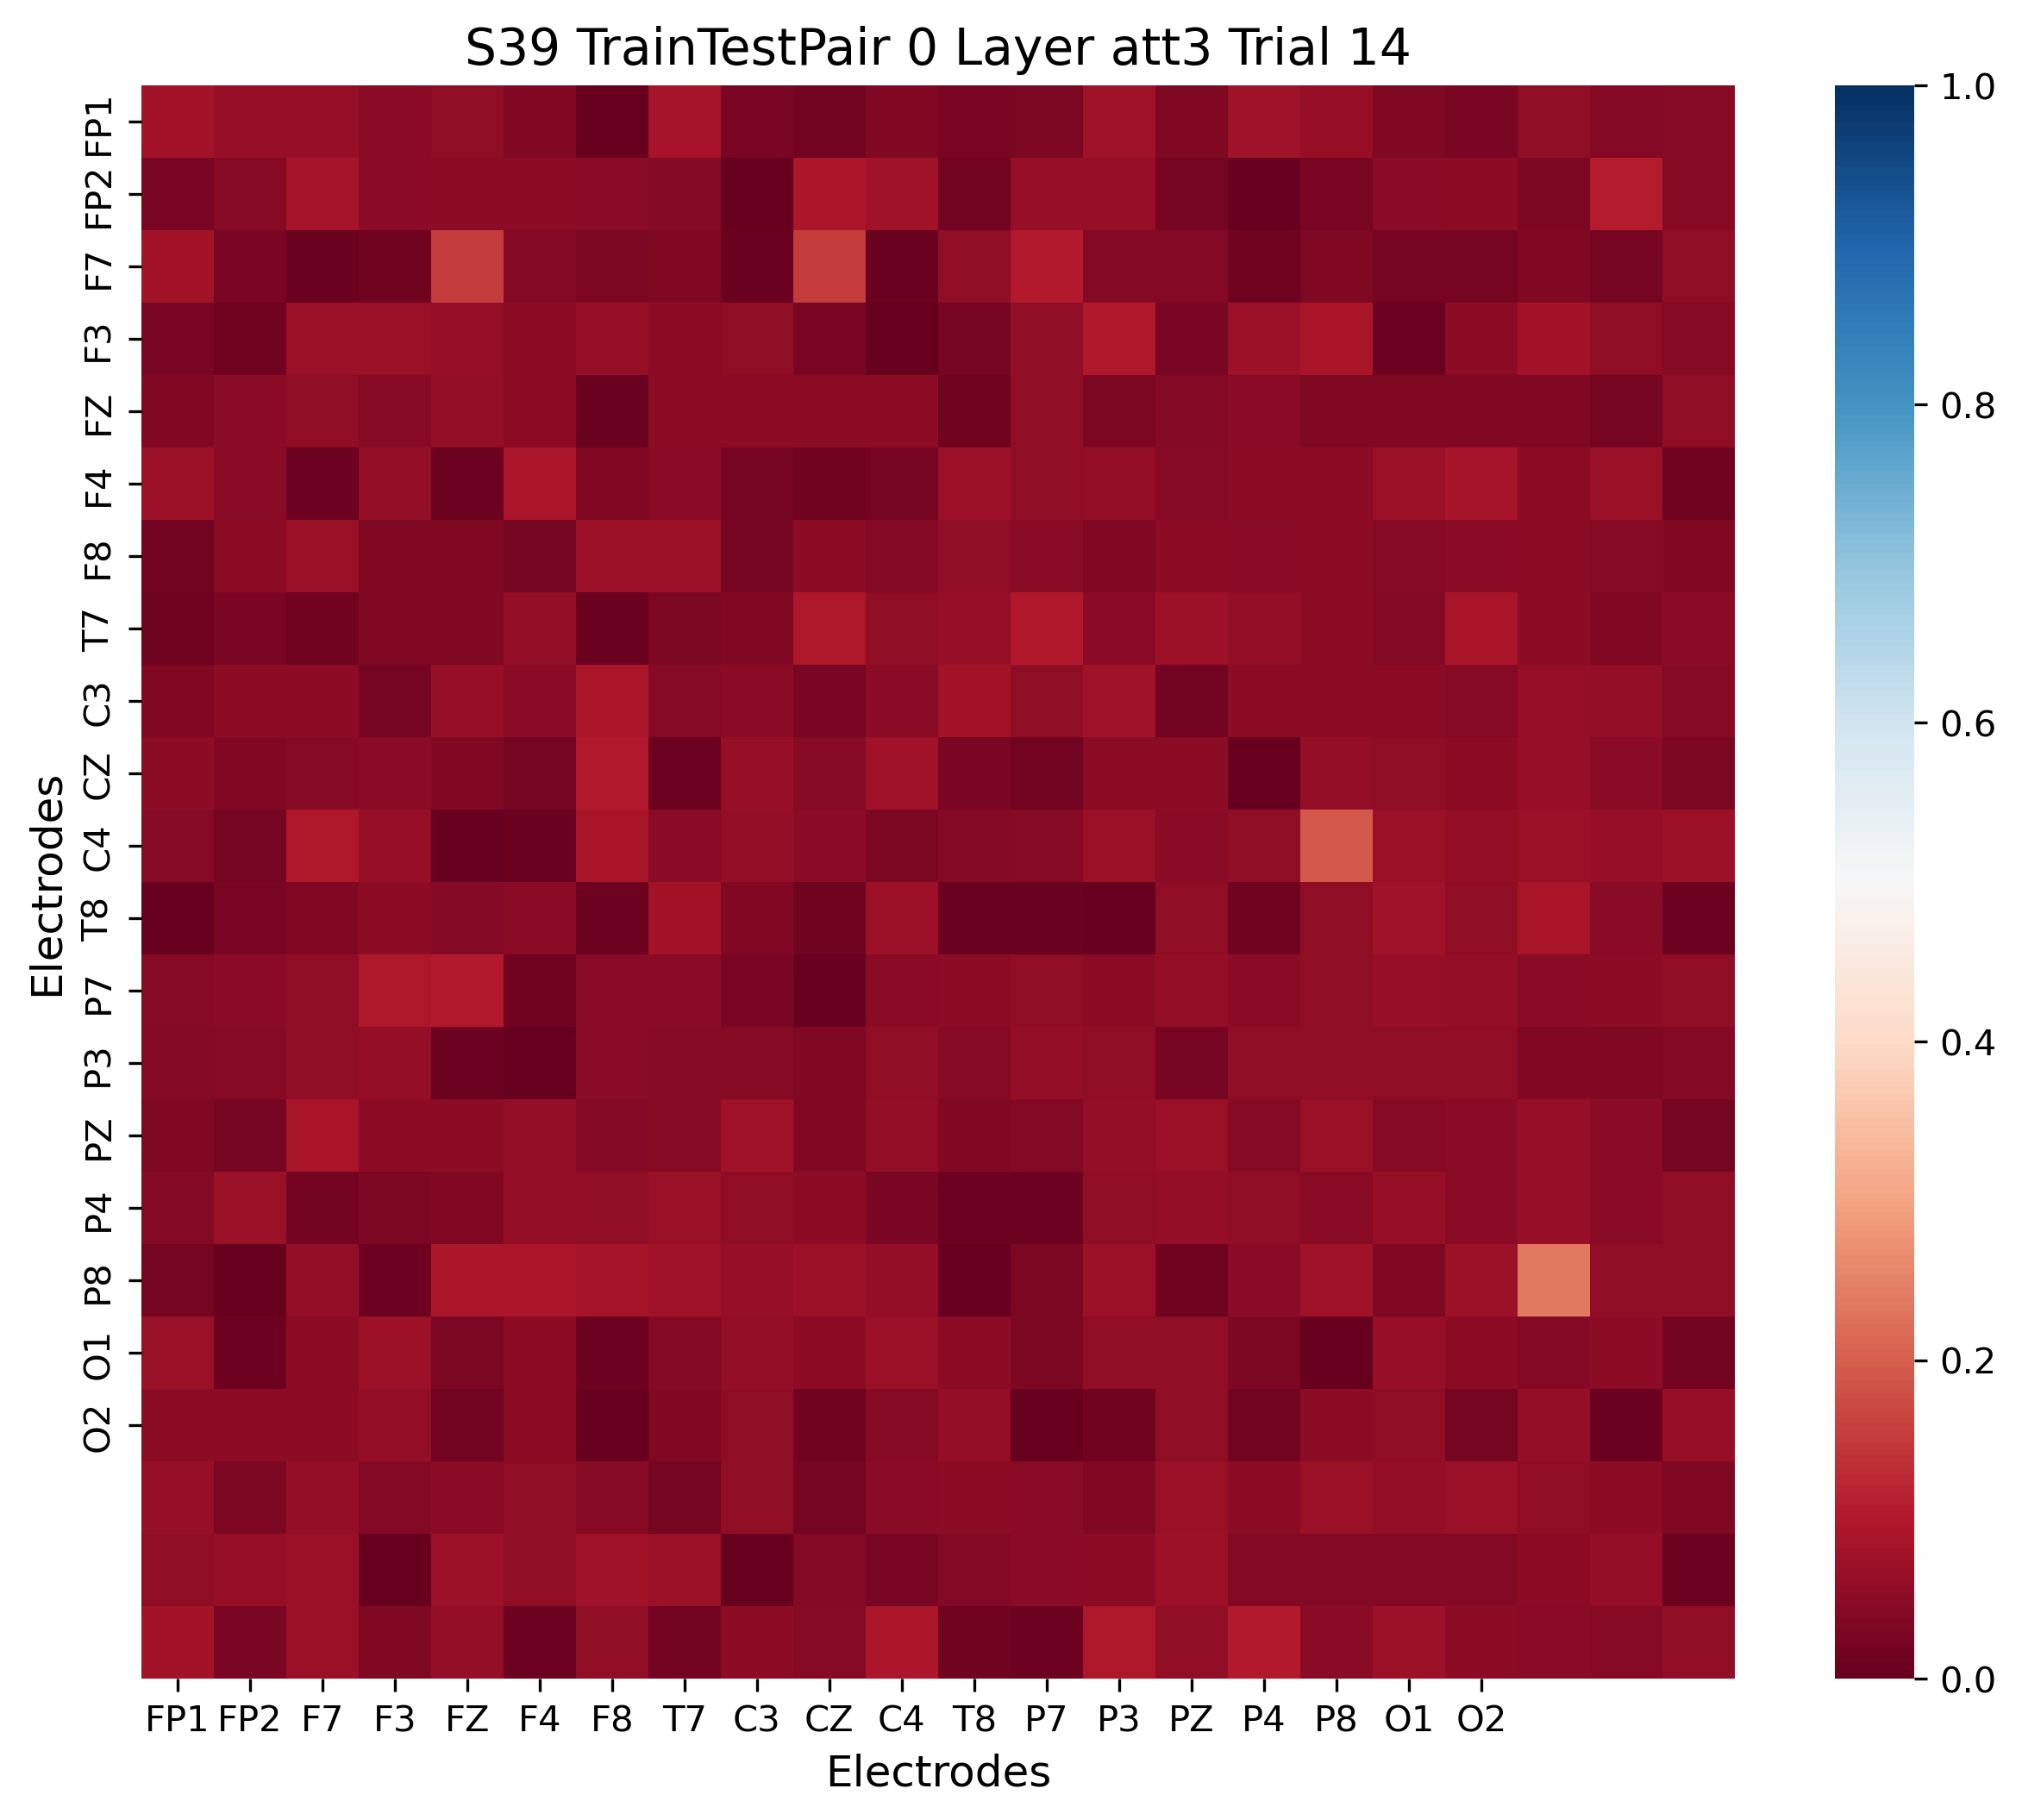 S39 TrainTestPair 0 Layer att3 Trial 14
Electrodes
FP1
FP2
F7
F3
FZ
F4
F8
T7
C3
CZ
C4
T8
P7
P3
PZ
P4
P8
O1
O2
FP1 FP2 F7 F3 FZ F4 F8 T7 C3 CZ C4 T8 P7 P3 PZ P4 P8 O1 O2
Electrodes
1.0
0.8
0.6
0.4
0.2
0.0